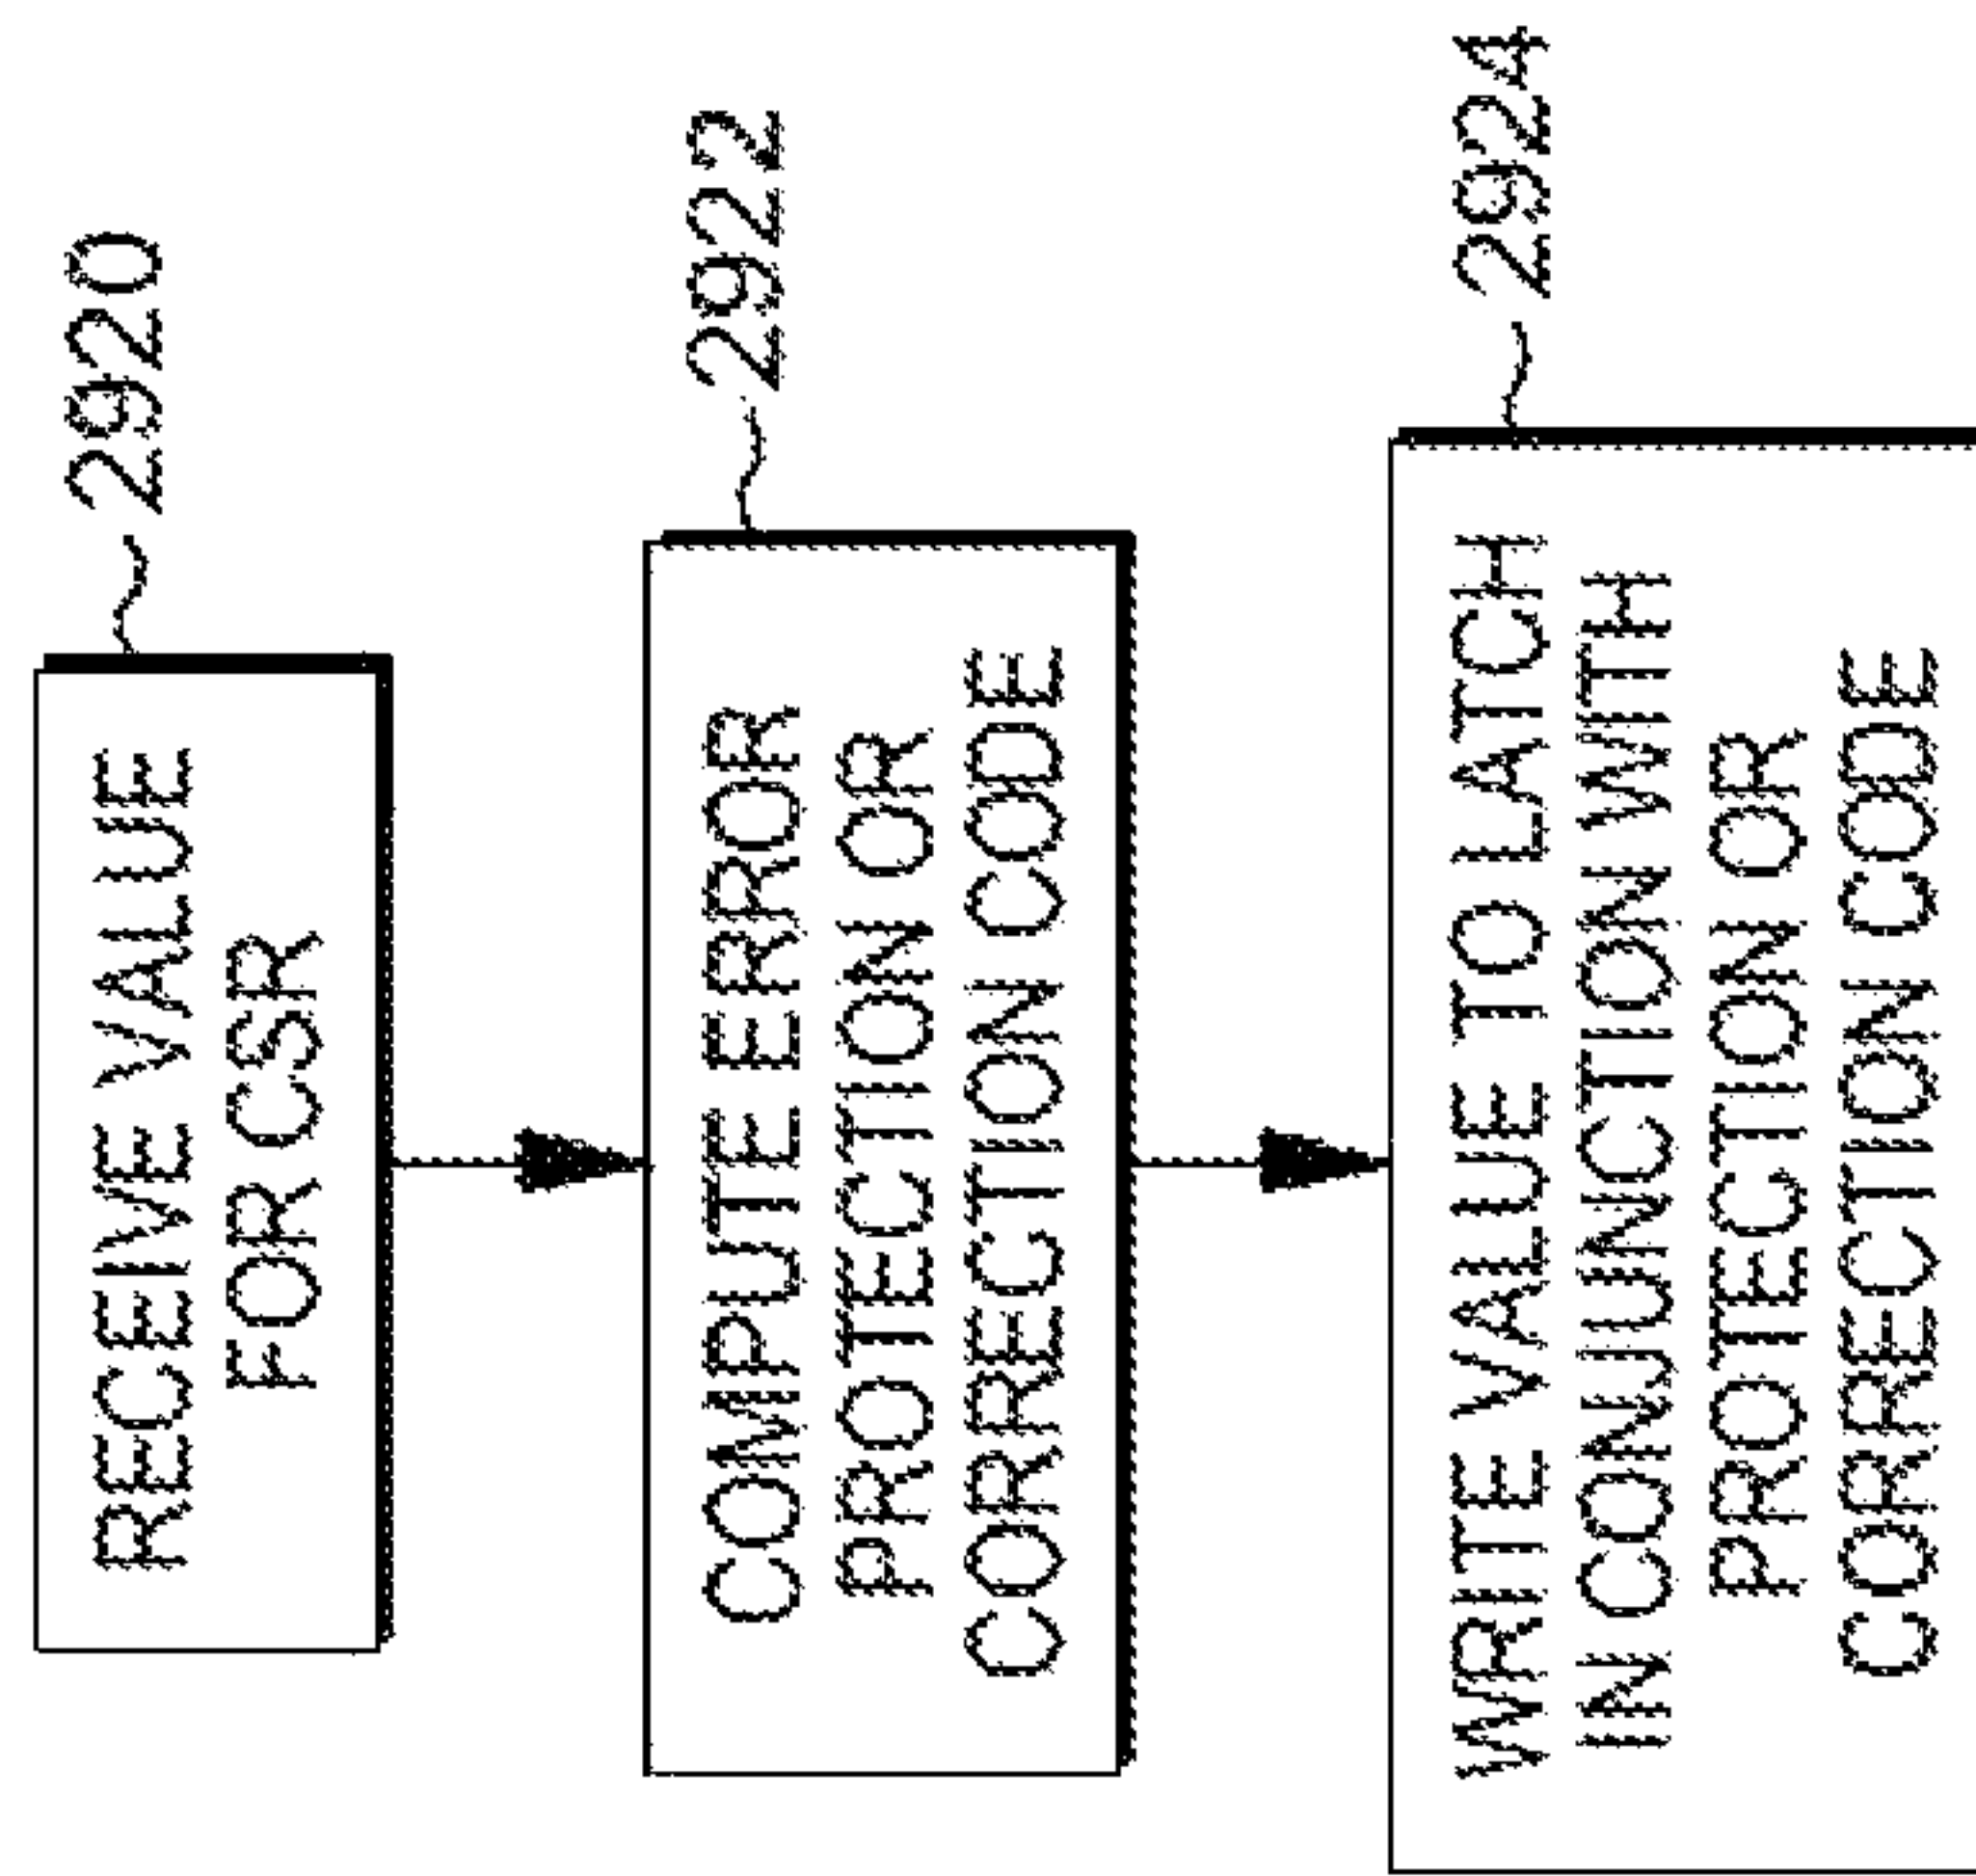 RECEIVE VALUE
FOR CSR
2920
COMPUTE ERROR
PROTECTION OR
CORRECTION CODE
2922
WRITE VALUE TO LATCH
IN CONJUNCTION WITH
PROTECTION OR
CORRECTION CODE
2924